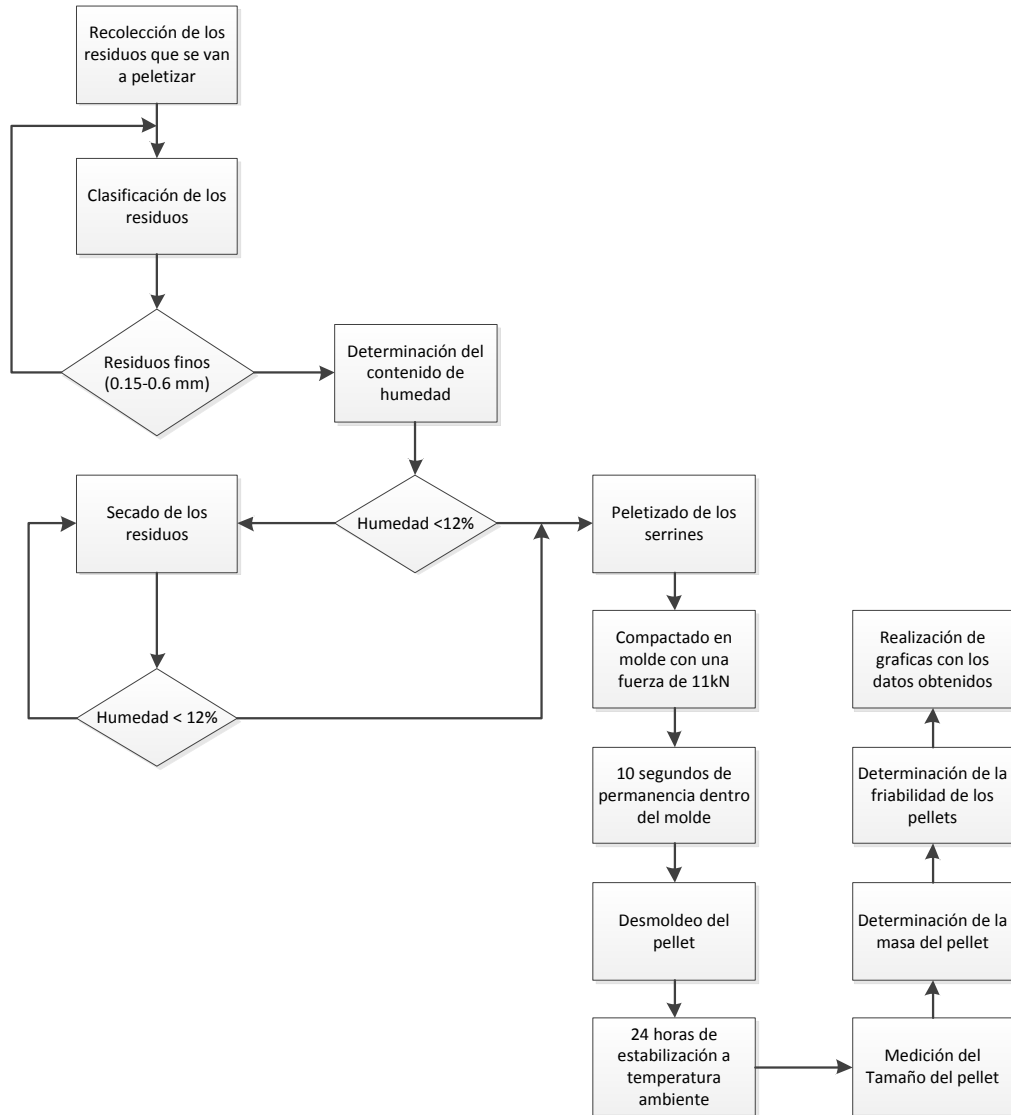 Recolección de los
residuos que se van
a peletizar
Clasificación de los
residuos
Residuos finos
(0.15-0.6 mm)
Determinación del
contenido de
humedad
Humedad <12%
Secado de los
residuos
Humedad < 12%
Peletizado de los
serrines
Compactado en
molde con una
fuerza de 11kN
10 segundos de
permanencia dentro
del molde
Desmoldeo del
pellet
24 horas de
estabilización a
temperatura
ambiente
Medición del
Tamaño del pellet
Determinación de la
masa del pellet
Determinación de la
friabilidad de los
pellets
Realización de
graficas con los
datos obtenidos